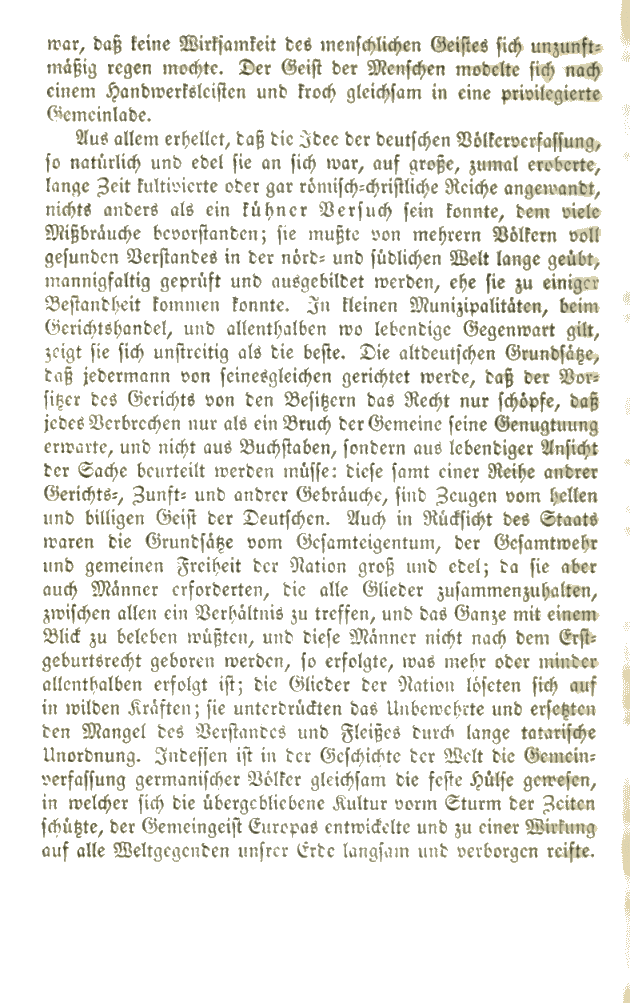 war, daß keine Wirksamkeit des menschlichen Geistes sich unzunft-
mäßig regen mochte. Der Geist der Menschen modelte sich nach
einem Handwerksleisten und kroch gleichsam in eine privilegierte
Gemeinlade.
Aus allem erhellet, daß die Idee der deutschen Völkerverfassung,
so natürlich und edel sie an sich war, auf große, zumal eroberte,
lange Zeit kultivierte oder gar römisch-christliche Reiche angewandt,
nichts anders als ein kühner Versuch sein konnte, dem viele
Mißbräuche bevorstanden; sie mußte von mehrern Völkern voll
gesunden Verstandes in der nörd- und südlichen Welt lange geübt,
mannigfaltig geprüft und ausgebildet werden, ehe sie zu einiger
Bestandheit kommen konnte. In kleinen Munizipalitäten, beim
Gerichtshandel, und allenthalben wo lebendige Gegenwart gilt,
zeigt sie sich unstreitig als die beste. Die altdeutschen Grundsätze,
daß jedermann von seinesgleichen gerichtet werde, daß der Vor-
sitzer des Gerichts von den Besitzern das Recht nur schöpfe, daß
jedes Verbrechen nur als ein Bruch der Gemeine seine Genugtuung
erwarte, und nicht aus Buchstaben, sondern aus lebendiger Ansicht
der Sache beurteilt werden müsse: diese samt einer Reihe andrer
Gerichts-, Zunft- und andrer Gebräuche, sind Zeugen vom hellen
und billigen Geist der Deutschen. Auch in Rücksicht des Staats
waren die Grundsätze vom Gesamteigentum, der Gesamtwehr
und gemeinen Freiheit der Nation groß und edel; da sie aber
auch Männer erforderten, die alle Glieder zusammenzuhalten,
zwischen allen ein Verhältnis zu treffen, und das Ganze mit einem
Blick zu beleben wüßten, und diese Männer nicht nach dem Erst-
geburtsrecht geboren werden, so erfolgte, was mehr oder minder
allenthalben erfolgt ist; die Glieder der Nation löseten sich auf
in wilden Kräften; sie unterdrückten das Unbewehrte und ersetzten
den Mangel des Verstandes und Fleißes durch lange tatarische
Unordnung. Indessen ist in der Geschichte der Welt die Gemein-
verfassung germanischer Völker gleichsam die feste Hülse gewesen,
in welcher sich die übergebliebene Kultur vorm Sturm der Zeiten
schützte, der Gemeingeist Europas entwickelte und zu einer Wirkung
auf alle Weltgegenden unsrer Erde langsam und verborgen reifte.